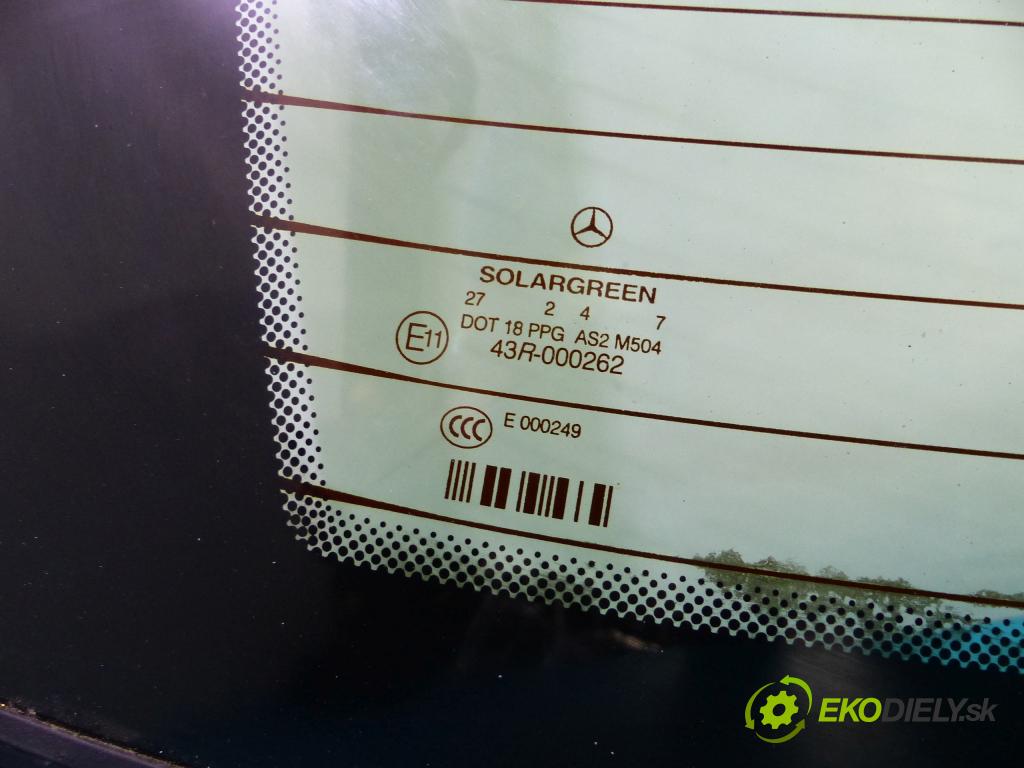 SOLARGREEN
27 2 4 7
DOT 18 PPG AS2 M504
E11
43R-000262
CCC
E 000249
EKODIELY.sk